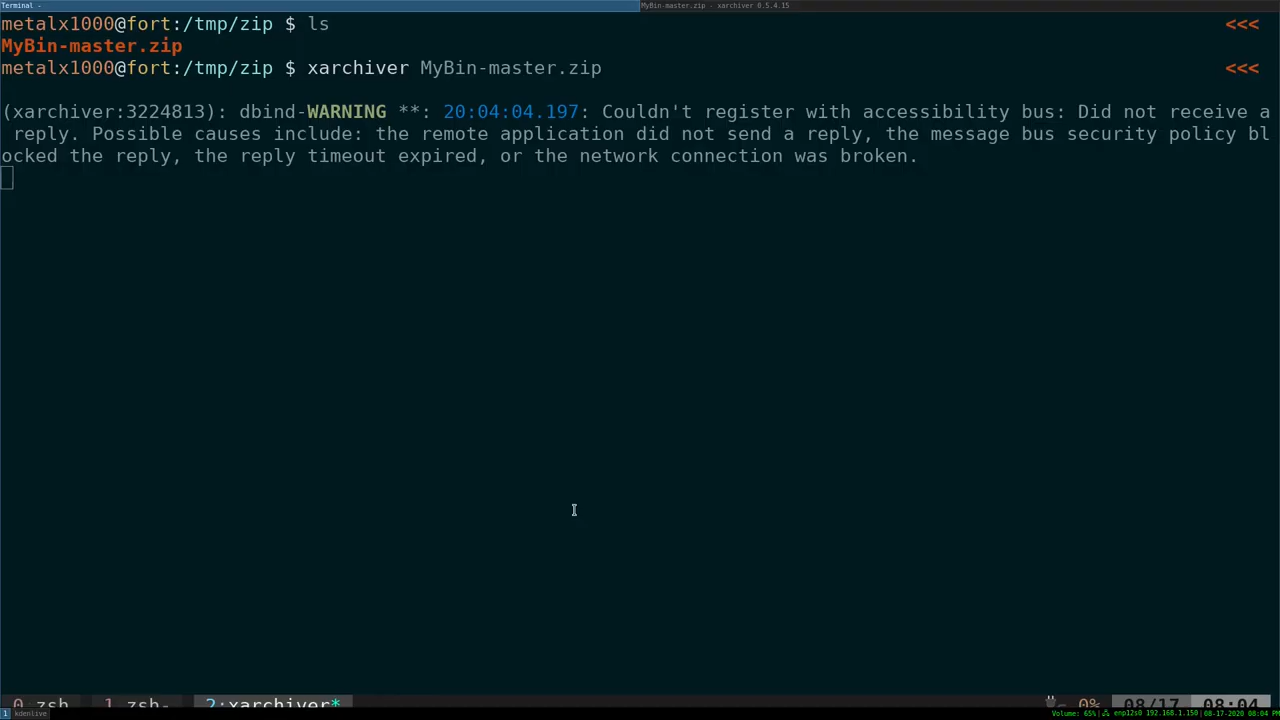 Terminal -
MyBin-master.zip - xarchiver 0.5.4.15
metalx1000@fort:/tmp/zip $ ls <<<
MyBin-master.zip
metalx1000@fort:/tmp/zip $ xarchiver MyBin-master.zip <<<
(xarchiver:3224813): dbind-WARNING **: 20:04:04.197: Couldn't register with accessibility bus: Did not receive a
reply. Possible causes include: the remote application did not send a reply, the message bus security policy bl
ocked the reply, the reply timeout expired, or the network connection was broken.
0 zsh 1 zsh- 2:xarchiver* 0% 08/17 08:04
1 kdenlive Volume: 65% enp12s0 192.168.1.150 08-17-2020 08:04 PM